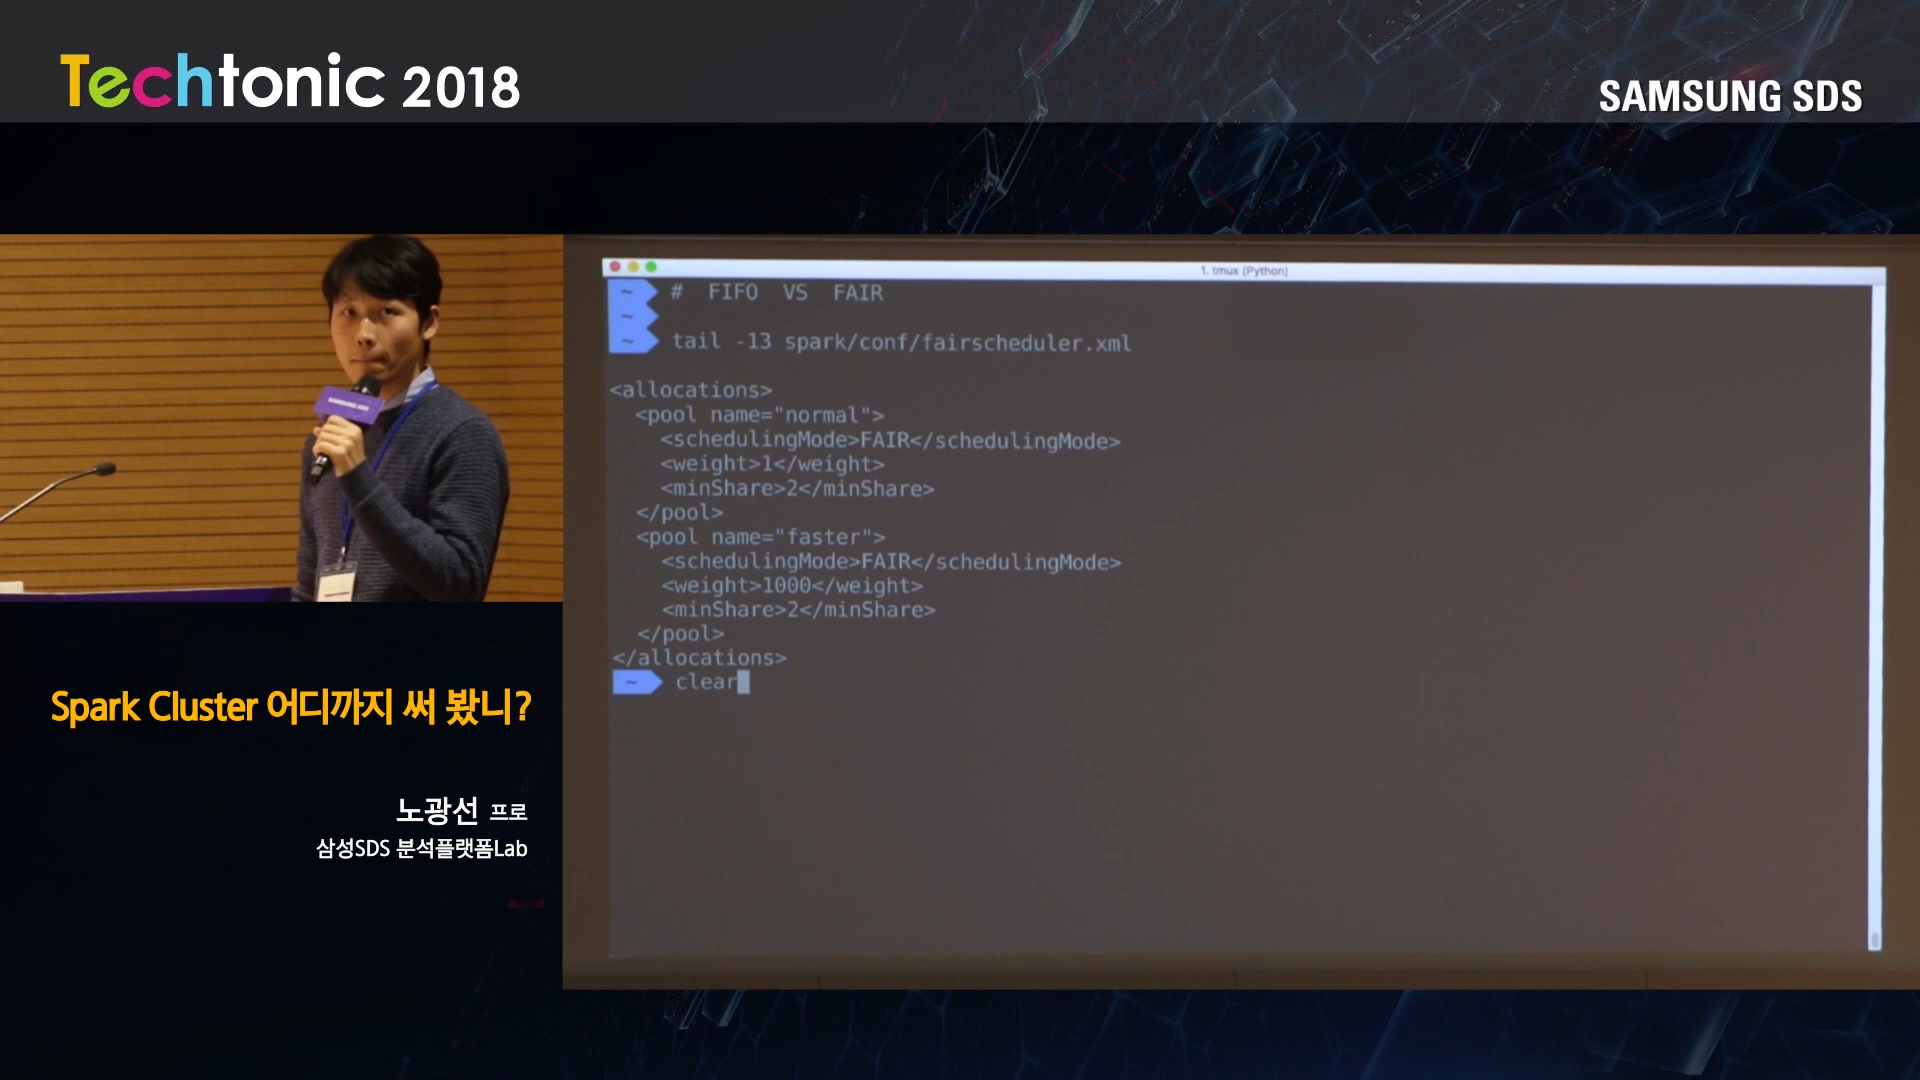 Techtonic 2018
SAMSUNG SDS
SAMSUNG SDS
1. tmux (Python)
~ # FIFO VS FAIR
~
~ tail -13 spark/conf/fairscheduler.xml
<allocations>
<pool name="normal">
<schedulingMode>FAIR</schedulingMode>
<weight>1</weight>
<minShare>2</minShare>
</pool>
<pool name="faster">
<schedulingMode>FAIR</schedulingMode>
<weight>1000</weight>
<minShare>2</minShare>
</pool>
</allocations>
~ clear
Spark Cluster 어디까지 써 봤니?
노광선 프로
삼성SDS 분석플랫폼Lab